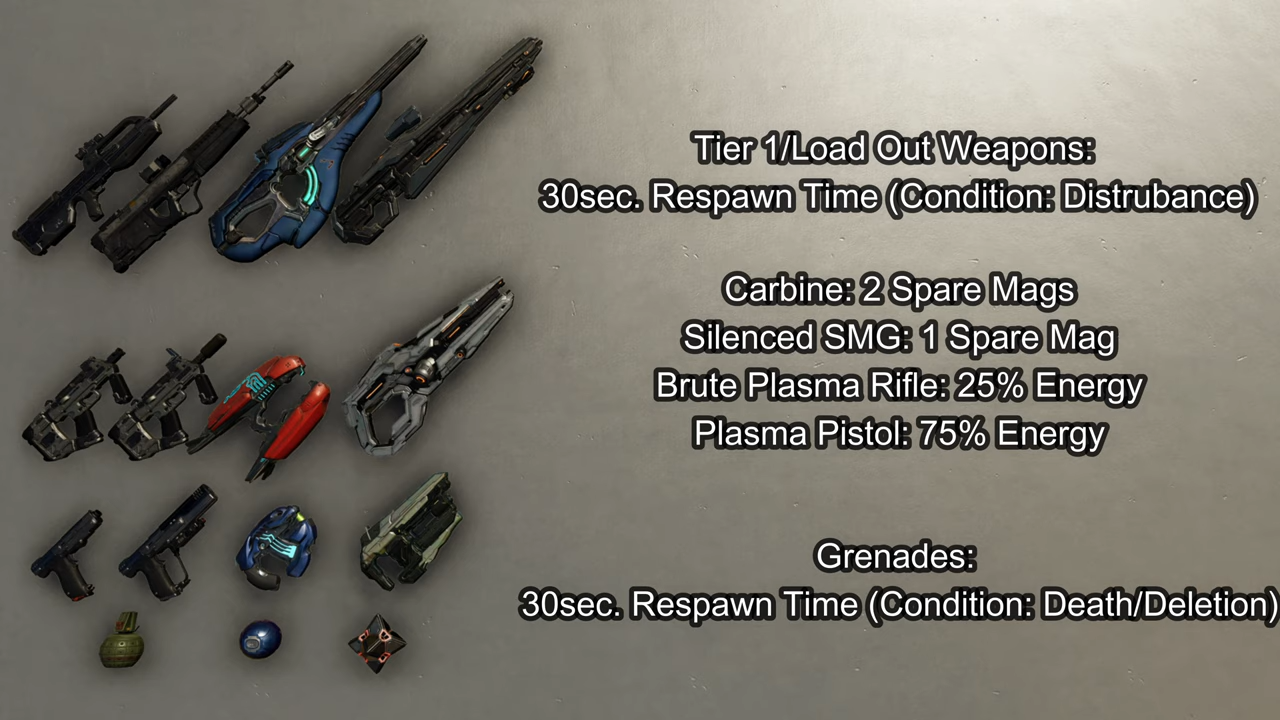 Tier 1/Load Out Weapons:
30sec. Respawn Time (Condition: Distrubance)
Carbine: 2 Spare Mags
Silenced SMG: 1 Spare Mag
Brute Plasma Rifle: 25% Energy
Plasma Pistol: 75% Energy
Grenades:
30sec. Respawn Time (Condition: Death/Deletion)